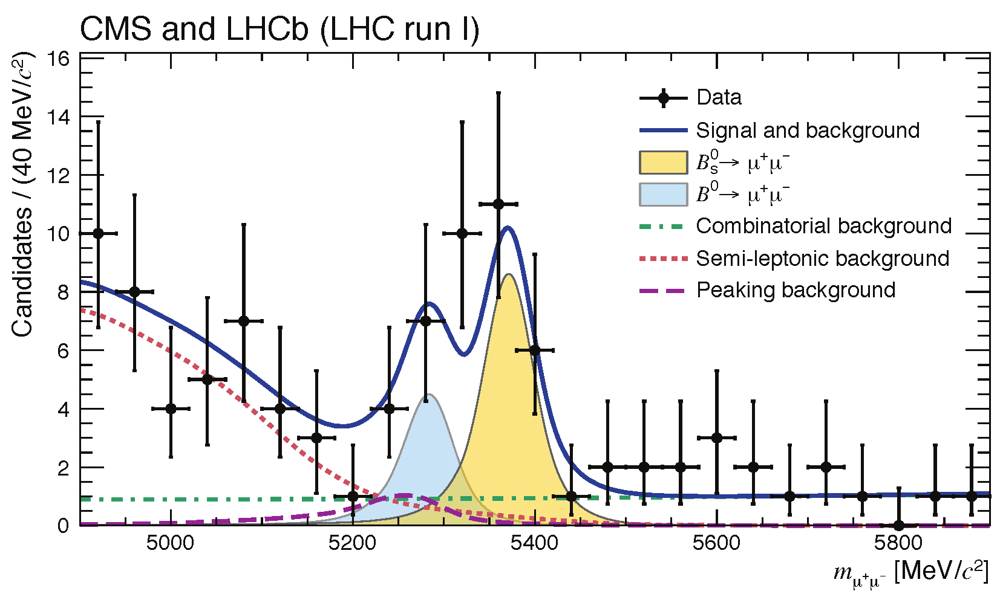 CMS and LHCb (LHC run I)
Candidates / (40 MeV/c²)
16
14
12
10
8
6
4
2
0
Data
Signal and background
B⁰ₛ→ μ⁺μ⁻
B⁰→ μ⁺μ⁻
Combinatorial background
Semi-leptonic background
Peaking background
5000 5200 5400 5600 5800
m_μ⁺μ⁻ [MeV/c²]